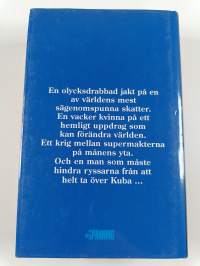 En olycksdrabbad jakt på en
av världens mest
sägenomspunna skatter.
En vacker kvinna på ett
hemligt uppdrag som
kan förändra världen.
Ett krig mellan supermakterna
på månens yta.
Och en man som måste
hindra ryssarna från att
helt ta över Kuba ...